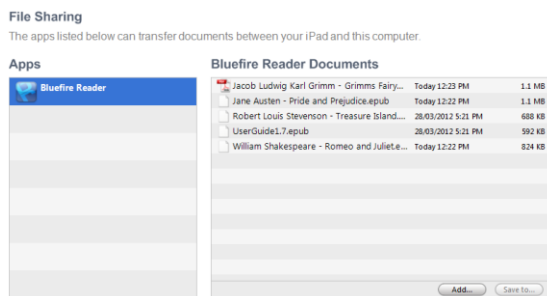 File Sharing
The apps listed below can transfer documents between your iPad and this computer.
Apps
Bluefire Reader Documents
Bluefire Reader
Jacob Ludwig Karl Grimm - Grimms Fairy... Today 12:23 PM 1.1 MB
Jane Austen - Pride and Prejudice.epub Today 12:22 PM 1.1 MB
Robert Louis Stevenson - Treasure Island.... 28/03/2012 5:21 PM 688 KB
UserGuide1.7.epub 28/03/2012 5:21 PM 592 KB
William Shakespeare - Romeo and Juliet.e... Today 12:22 PM 824 KB
Add... Save to...